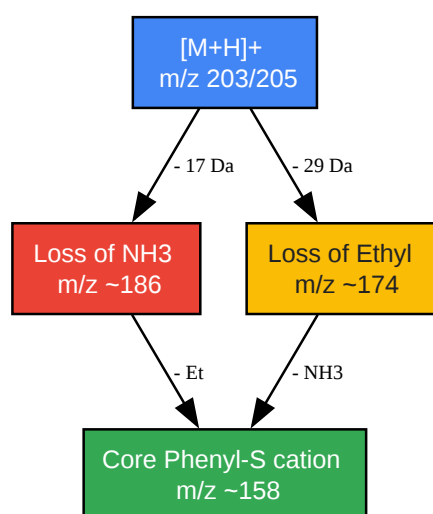 [M+H]+
m/z 203/205
- 17 Da
- 29 Da
Loss of NH3
m/z ~186
Loss of Ethyl
m/z ~174
- Et
- NH3
Core Phenyl-S cation
m/z ~158